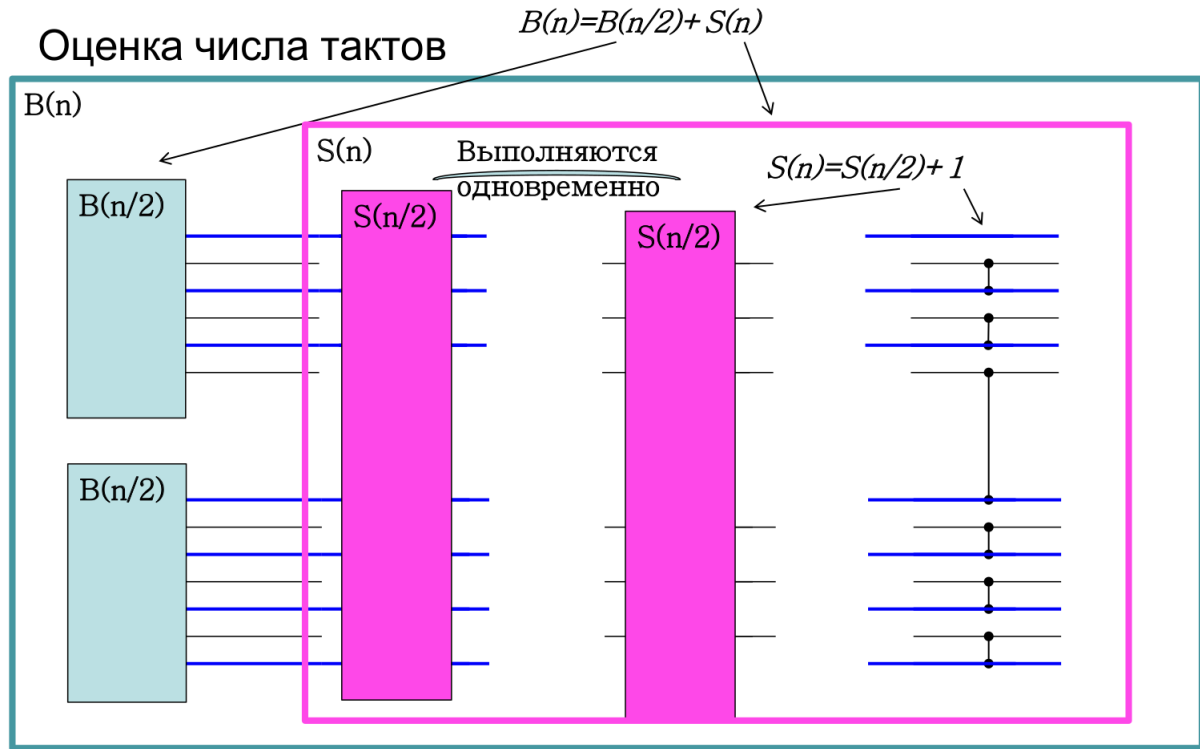 B(n)=B(n/2)+S(n)
Оценка числа тактов
B(n)
S(n)
Выполняются
одновременно
S(n)=S(n/2)+1
B(n/2)
S(n/2)
S(n/2)
B(n/2)